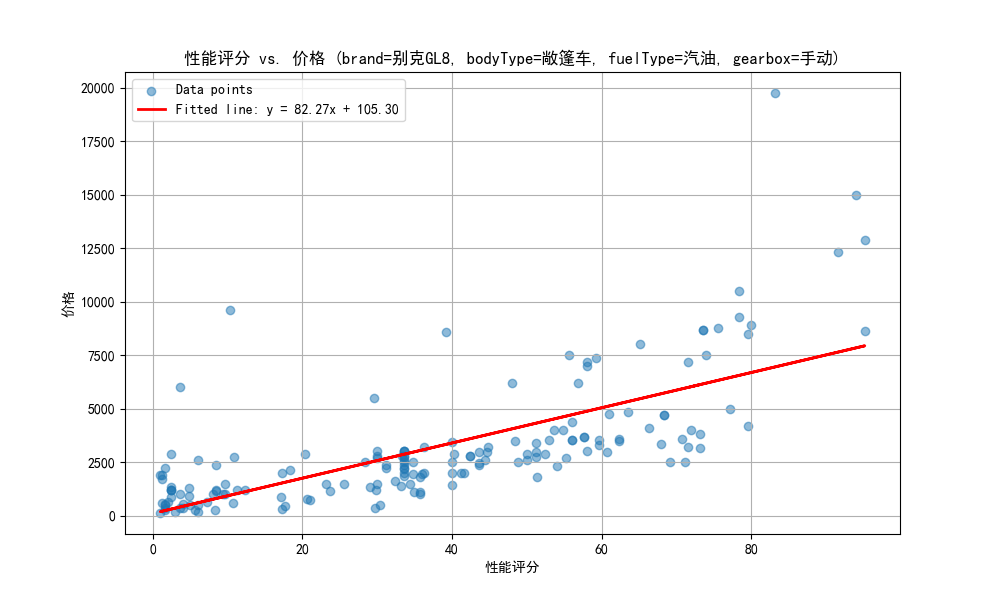 性能评分 vs. 价格 (brand=别克GL8, bodyType=敞篷车, fuelType=汽油, gearbox=手动)
Data points
Fitted line: y = 82.27x + 105.30
20000
17500
15000
12500
10000
7500
5000
2500
0
价格
0 20 40 60 80
性能评分